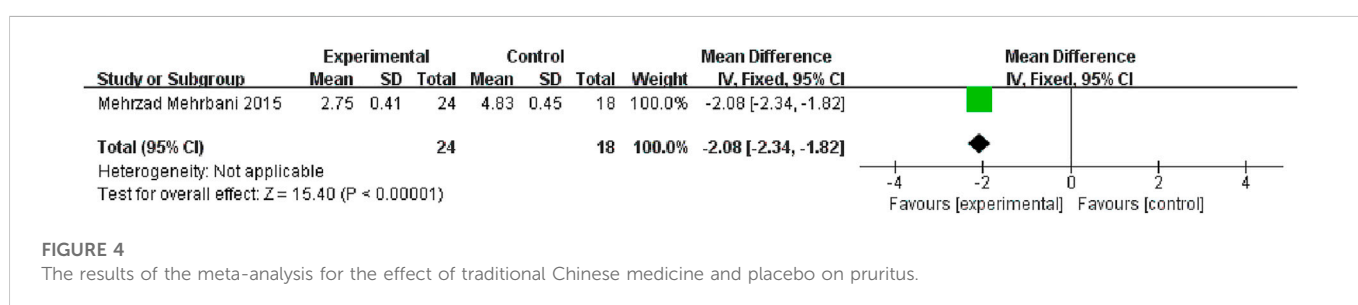 Experimental Control Mean Difference Mean Difference
Study or Subgroup Mean SD Total Mean SD Total Weight IV, Fixed, 95% CI IV, Fixed, 95% CI
Mehrzad Mehrbani 2015 2.75 0.41 24 4.83 0.45 18 100.0% -2.08 [-2.34, -1.82]
Total (95% CI) 24 18 100.0% -2.08 [-2.34, -1.82]
Heterogeneity: Not applicable
Test for overall effect: Z = 15.40 (P < 0.00001)
-4 -2 0 2 4
Favours [experimental] Favours [control]
FIGURE 4
The results of the meta-analysis for the effect of traditional Chinese medicine and placebo on pruritus.